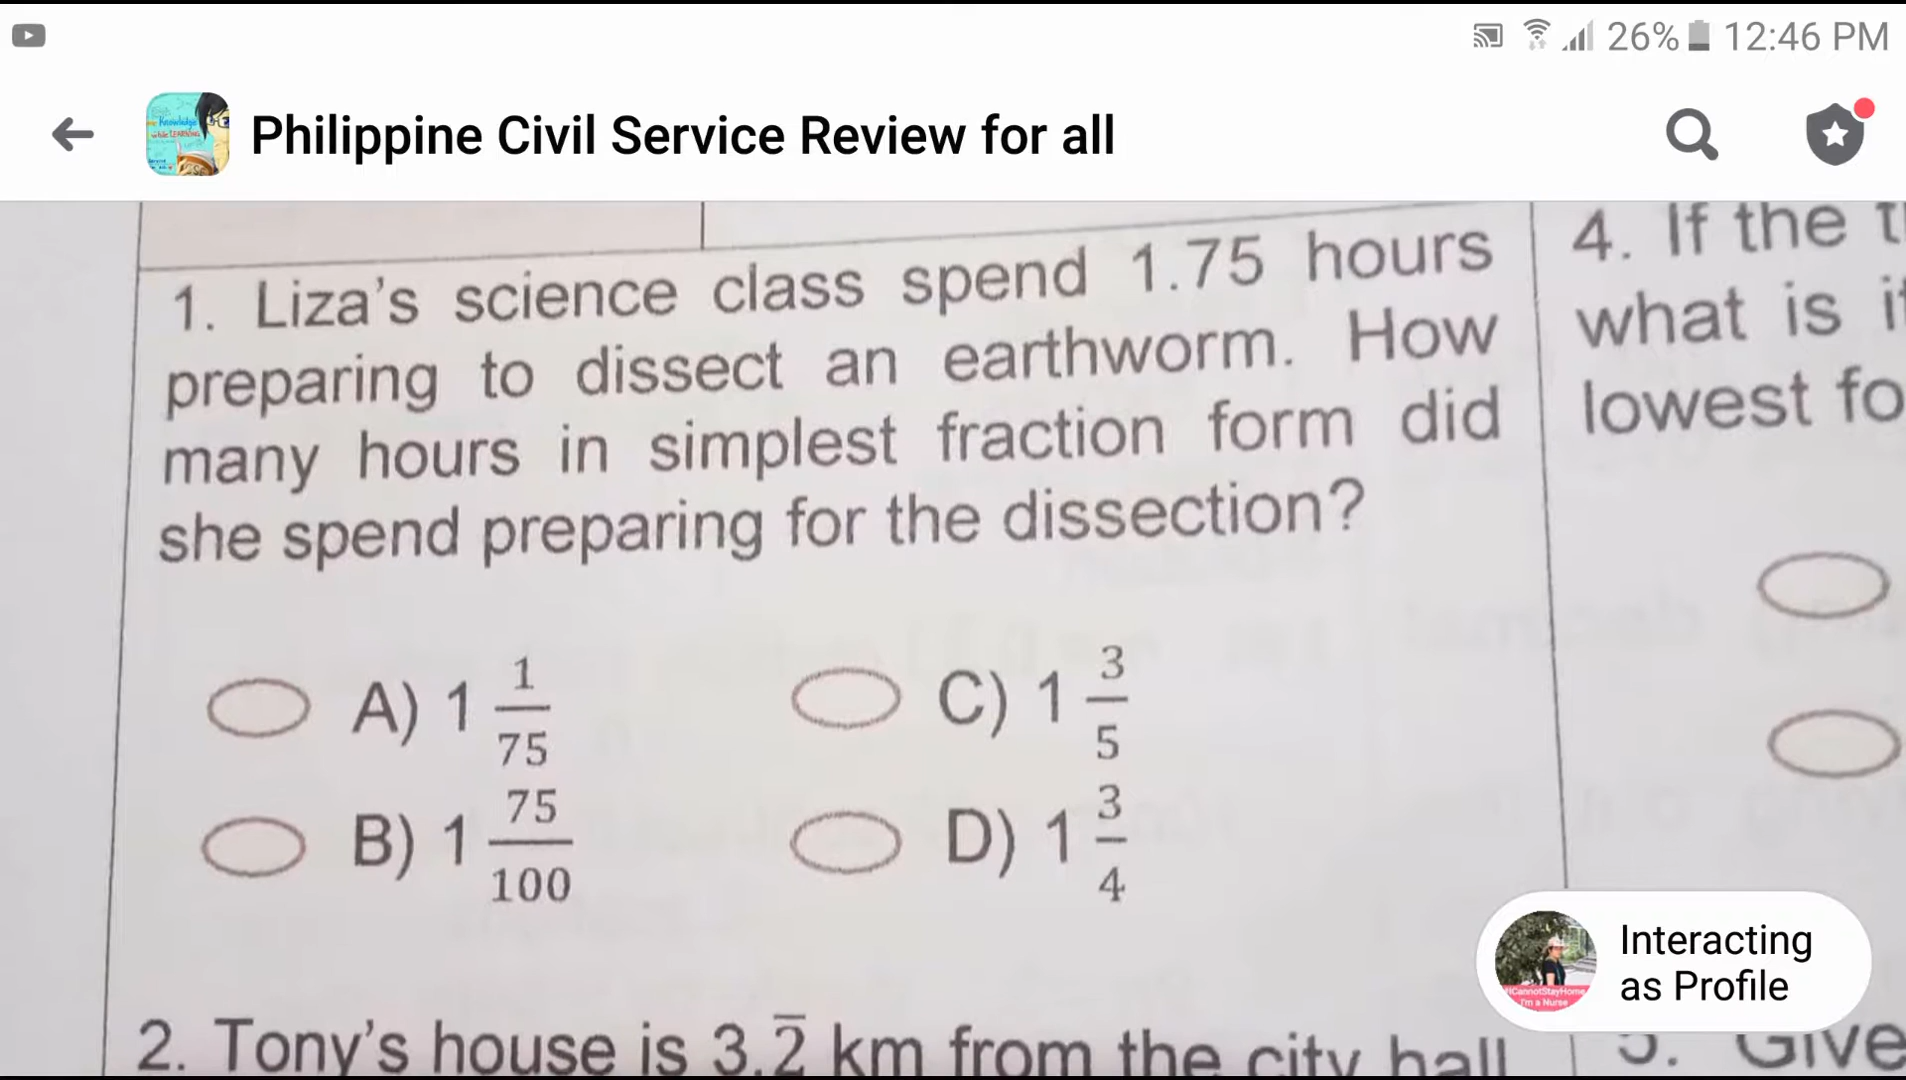 26% 12:46 PM
Philippine Civil Service Review for all
1. Liza's science class spend 1.75 hours
preparing to dissect an earthworm. How
many hours in simplest fraction form did
she spend preparing for the dissection?
A) 1 1/75
C) 1 3/5
B) 1 75/100
D) 1 3/4
2. Tony's house is 3.2̅ km from the city hall
4. If the
what is
lowest
5. Give
Interacting
as Profile
I'm a Nurse